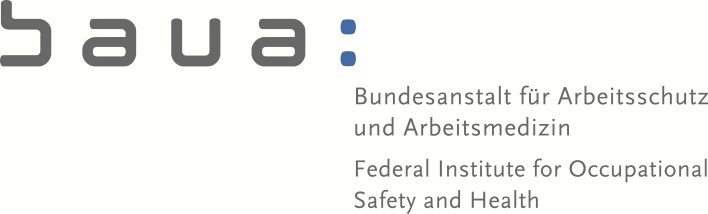 baua:
Bundesanstalt für Arbeitsschutz
und Arbeitsmedizin
Federal Institute for Occupational
Safety and Health